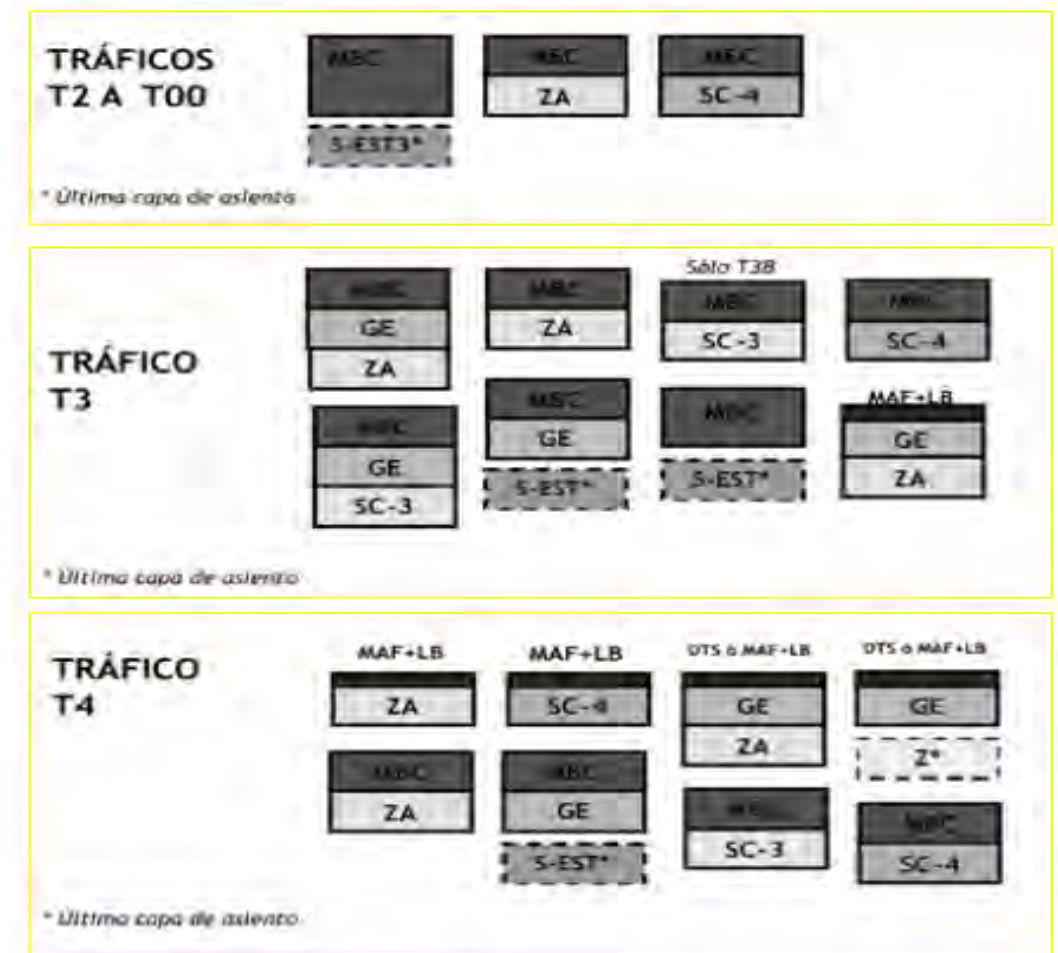 TRÁFICOS
T2 A T00
MBC
MBC
MBC
ZA
SC-4
S-EST3*
* Última capa de asiento
TRÁFICO
T3
MBC
GE
ZA
MBC
ZA
Sólo T3B
MBC
SC-3
MBC
SC-4
MBC
GE
SC-3
MBC
GE
S-EST*
MBC
S-EST*
MAF+LB
GE
ZA
* Última capa de asiento
TRÁFICO
T4
MAF+LB
ZA
MAF+LB
SC-4
DTS ó MAF+LB
GE
ZA
DTS ó MAF+LB
GE
Z*
MBC
ZA
MBC
GE
S-EST*
MBC
SC-3
MBC
SC-4
* Última capa de asiento